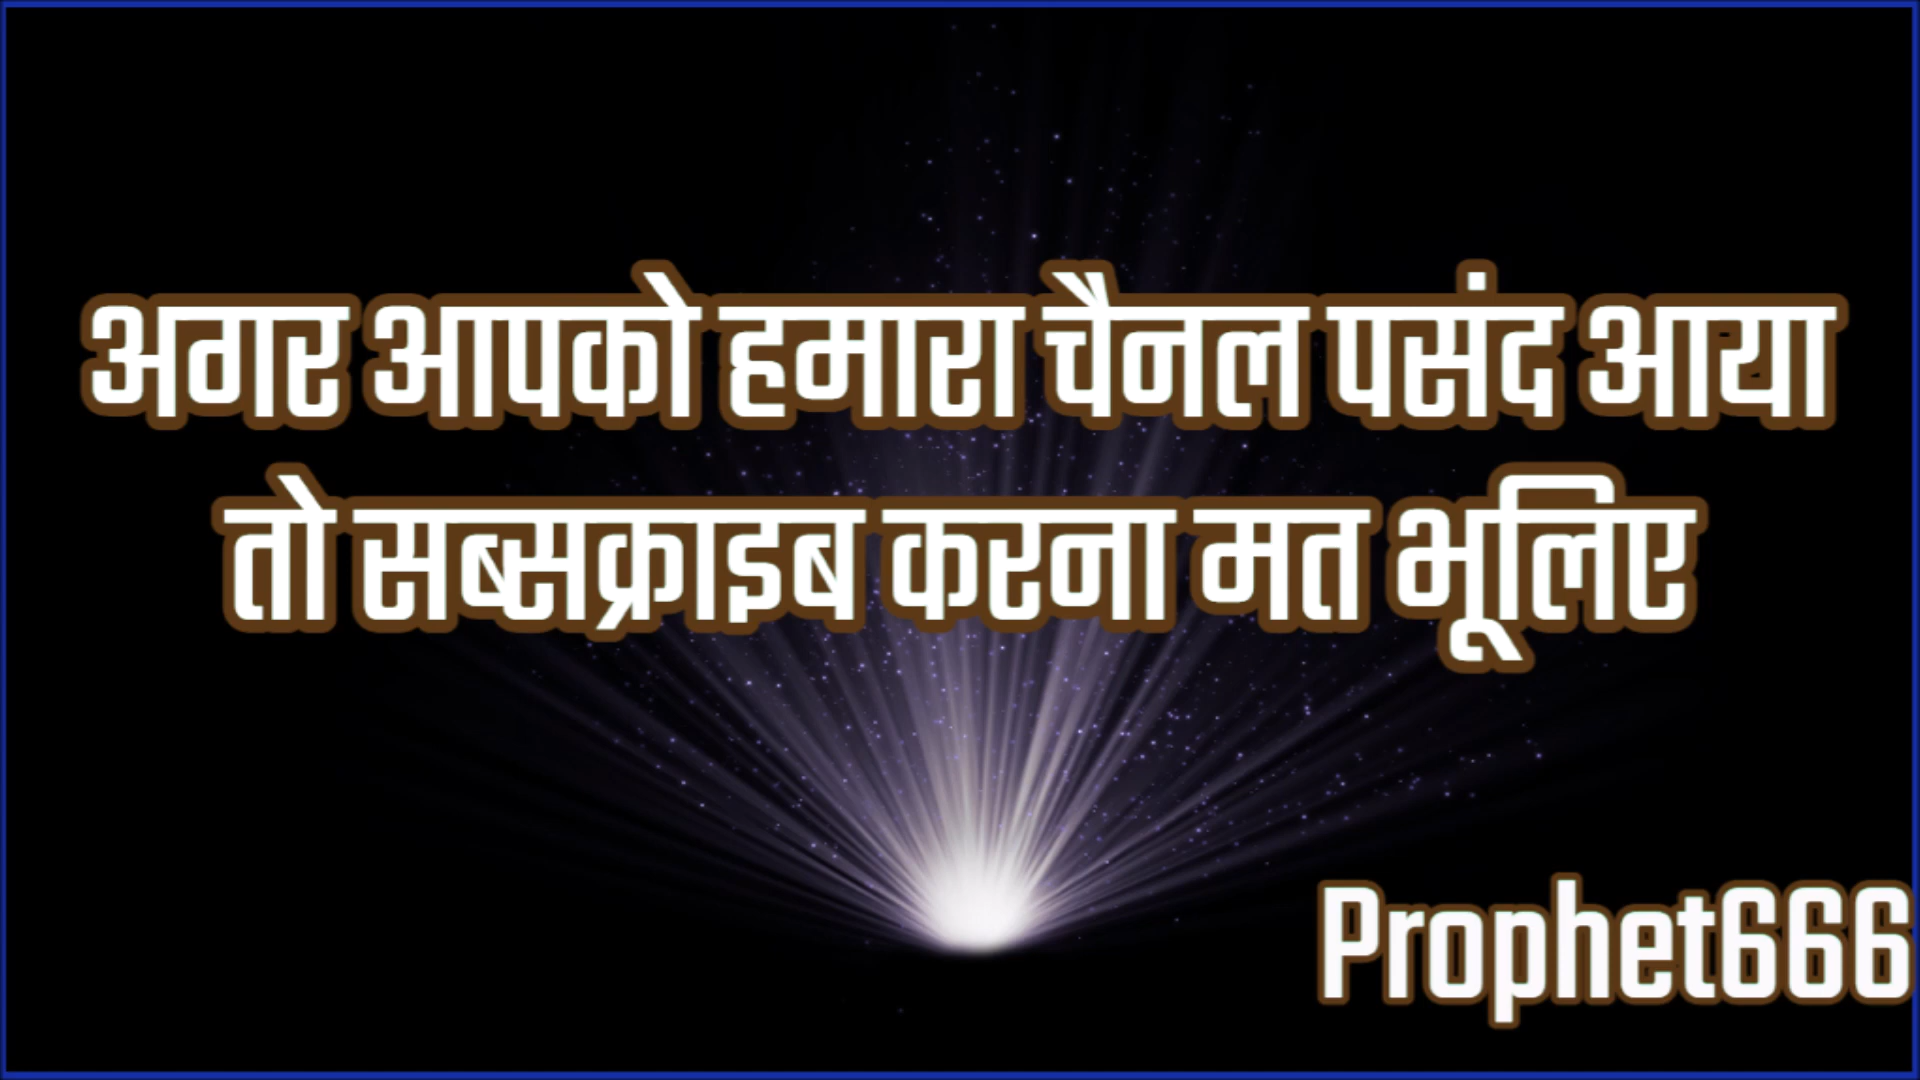 अगर आपको हमारा चैनल पसंद आया
तो सब्सक्राइब करना मत भूलिए
Prophet666